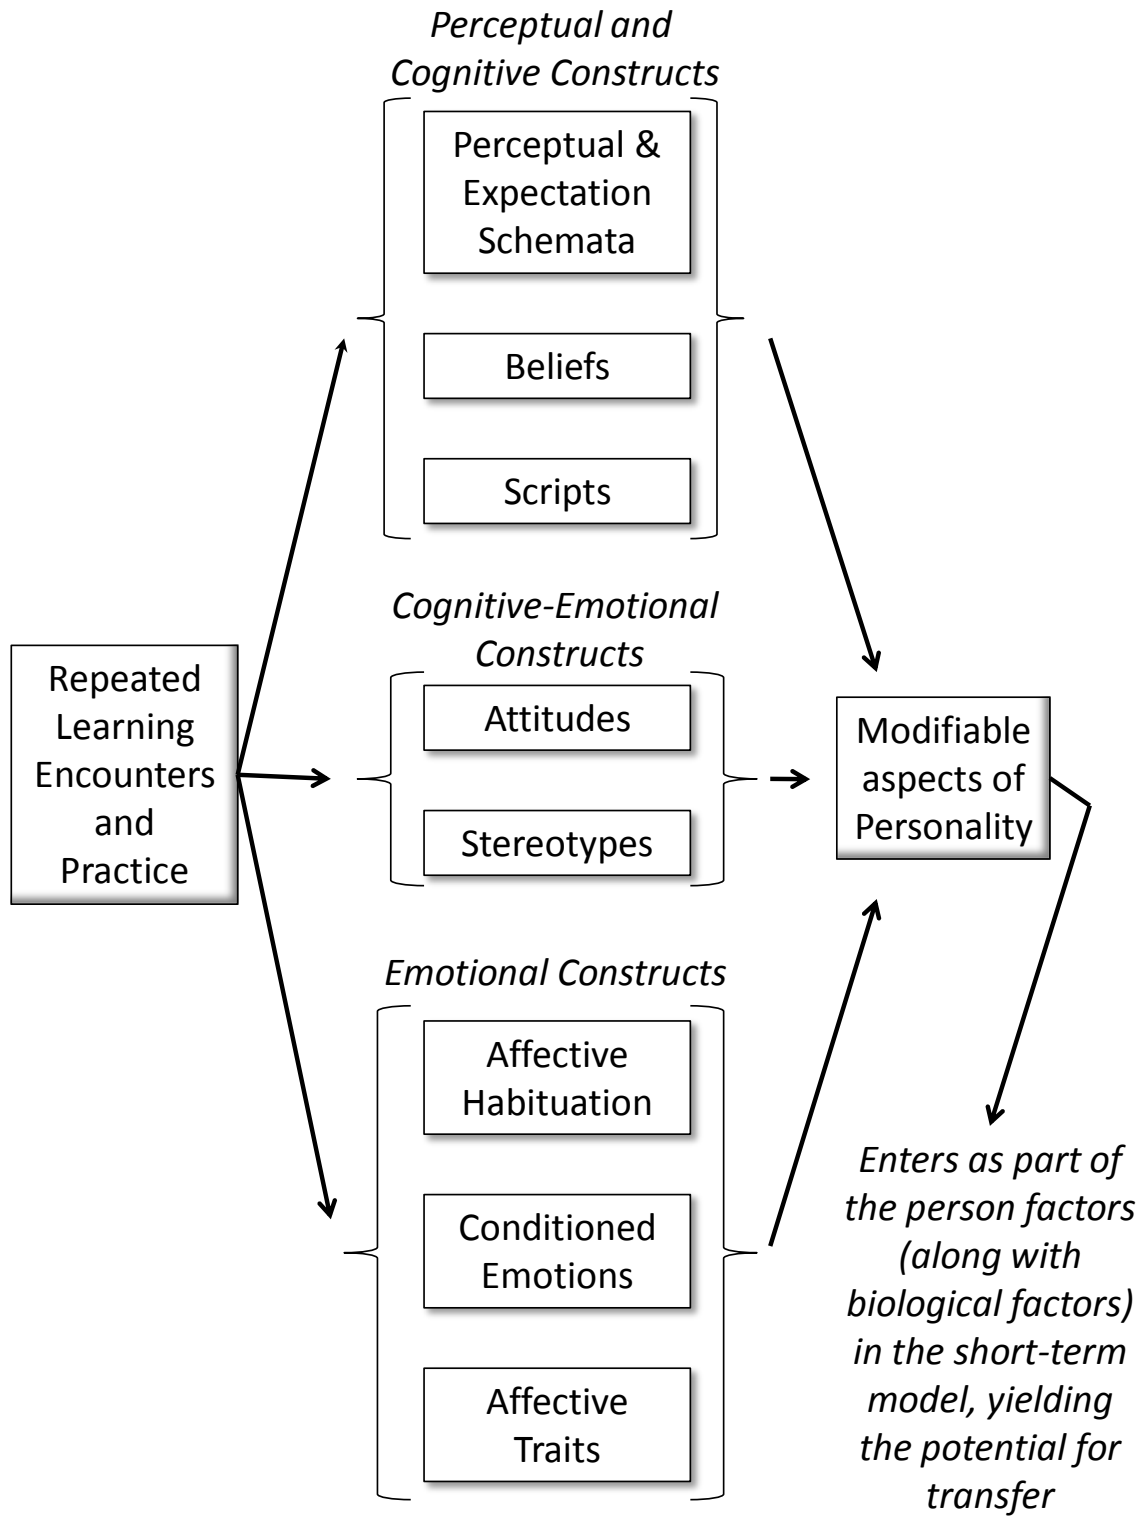 Perceptual and
Cognitive Constructs
Perceptual &
Expectation
Schemata
Beliefs
Scripts
Repeated
Learning
Encounters
and
Practice
Cognitive-Emotional
Constructs
Attitudes
Stereotypes
Modifiable
aspects of
Personality
Emotional Constructs
Affective
Habituation
Conditioned
Emotions
Affective
Traits
Enters as part of
the person factors
(along with
biological factors)
in the short-term
model, yielding
the potential for
transfer